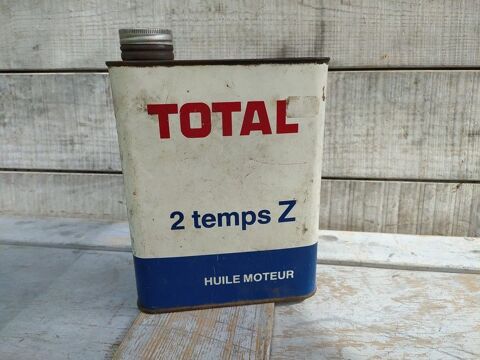 TOTAL
2 temps Z
HUILE MOTEUR